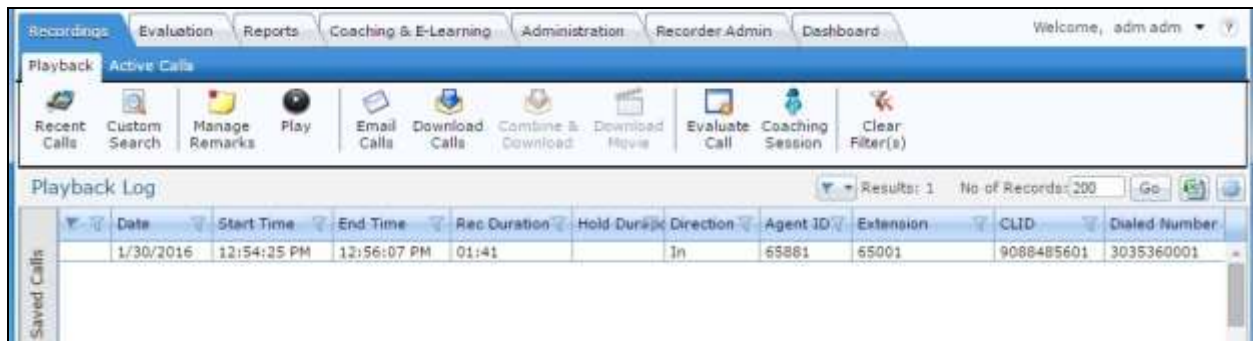 Recordings Evaluation Reports Coaching & E-Learning Administration Recorder Admin Dashboard Welcome, adm adm ?
Playback Active Calls
Recent Calls
Custom Search
Manage Remarks
Play
Email Calls
Download Calls
Combine & Download
Download Movie
Evaluate Call
Coaching Session
Clear Filter(s)
Playback Log Results: 1 No of Records: 200 Go
Date Start Time End Time Rec Duration Hold Direction Agent ID Extension CLID Dialed Number
1/30/2016 12:54:25 PM 12:56:07 PM 01:41 In 65881 65001 9088485601 3035360001
Saved Calls